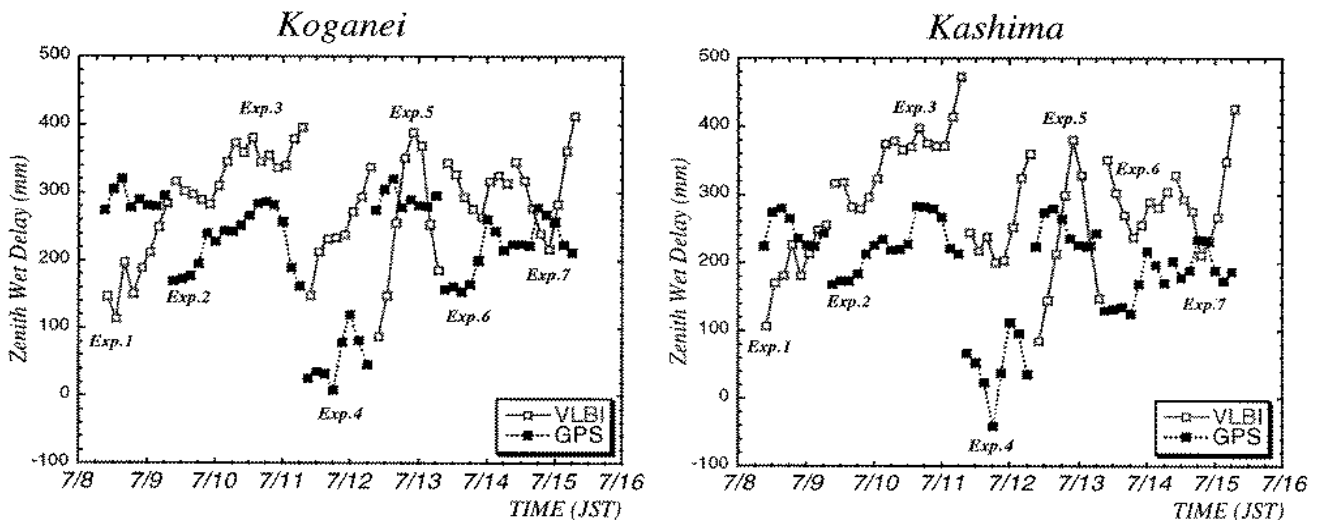 Koganei
500
400
300
200
100
0
-100
Zenith Wet Delay (mm)
Exp.1
Exp.2
Exp.3
Exp.4
Exp.5
Exp.6
Exp.7
VLBI
GPS
7/8 7/9 7/10 7/11 7/12 7/13 7/14 7/15 7/16
TIME (JST)
Kashima
500
400
300
200
100
0
-100
Zenith Wet Delay (mm)
Exp.1
Exp.2
Exp.3
Exp.4
Exp.5
Exp.6
Exp.7
VLBI
GPS
7/8 7/9 7/10 7/11 7/12 7/13 7/14 7/15 7/16
TIME (JST)